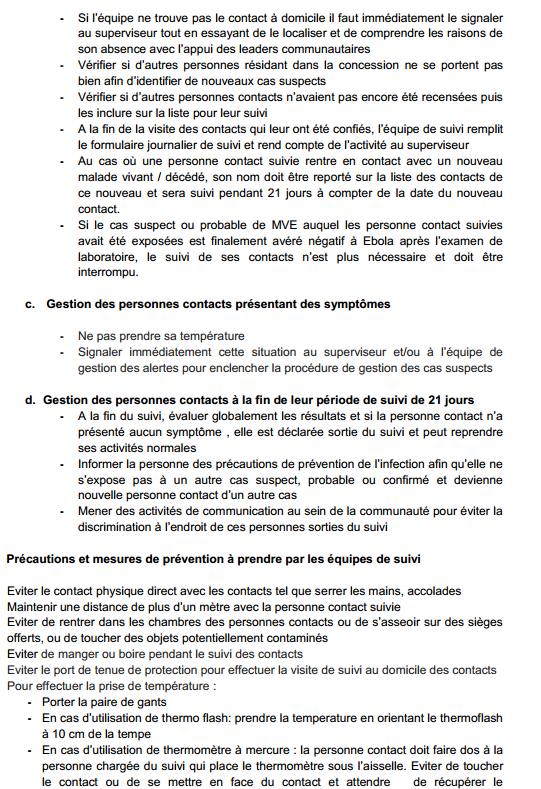 - Si l'équipe ne trouve pas le contact à domicile il faut immédiatement le signaler
au superviseur tout en essayant de le localiser et de comprendre les raisons de
son absence avec l'appui des leaders communautaires
- Vérifier si d'autres personnes résidant dans la concession ne se portent pas
bien afin d'identifier de nouveaux cas suspects
- Vérifier si d'autres personnes contacts n'avaient pas encore été recensées puis
les inclure sur la liste pour leur suivi
- A la fin de la visite des contacts qui leur ont été confiés, l'équipe de suivi remplit
le formulaire journalier de suivi et rend compte de l'activité au superviseur
- Au cas où une personne contact suivie rentre en contact avec un nouveau
malade vivant / décédé, son nom doit être reporté sur la liste des contacts de
ce nouveau et sera suivi pendant 21 jours à compter de la date du nouveau
contact.
- Si le cas suspect ou probable de MVE auquel les personne contact suivies
avait été exposées est finalement avéré négatif à Ebola après l'examen de
laboratoire, le suivi de ses contacts n'est plus nécessaire et doit être
interrompu.
c. Gestion des personnes contacts présentant des symptômes
- Ne pas prendre sa température
- Signaler immédiatement cette situation au superviseur et/ou à l'équipe de
gestion des alertes pour enclencher la procédure de gestion des cas suspects
d. Gestion des personnes contacts à la fin de leur période de suivi de 21 jours
- A la fin du suivi, évaluer globalement les résultats et si la personne contact n'a
présenté aucun symptôme , elle est déclarée sortie du suivi et peut reprendre
ses activités normales
- Informer la personne des précautions de prévention de l'infection afin qu'elle ne
s'expose pas à un autre cas suspect, probable ou confirmé et devienne
nouvelle personne contact d'un autre cas
- Mener des activités de communication au sein de la communauté pour éviter la
discrimination à l'endroit de ces personnes sorties du suivi
Précautions et mesures de prévention à prendre par les équipes de suivi
Eviter le contact physique direct avec les contacts tel que serrer les mains, accolades
Maintenir une distance de plus d'un mètre avec la personne contact suivie
Eviter de rentrer dans les chambres des personnes contacts ou de s'asseoir sur des sièges
offerts, ou de toucher des objets potentiellement contaminés
Eviter de manger ou boire pendant le suivi des contacts
Eviter le port de tenue de protection pour effectuer la visite de suivi au domicile des contacts
Pour effectuer la prise de température :
- Porter la paire de gants
- En cas d'utilisation de thermo flash: prendre la temperature en orientant le thermoflash
à 10 cm de la tempe
- En cas d'utilisation de thermomètre à mercure : la personne contact doit faire dos à la
personne chargée du suivi qui place le thermomètre sous l'aisselle. Eviter de toucher
le contact ou de se mettre en face du contact et attendre de récupérer le